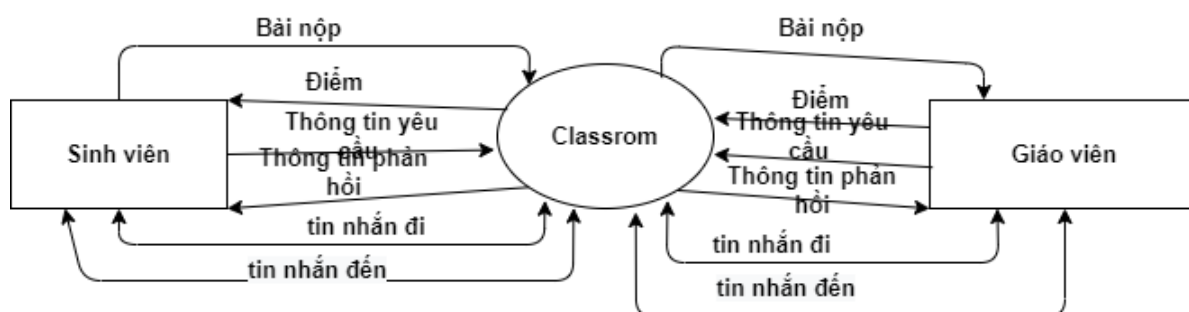 Bài nộp
Bài nộp
Điểm
Điểm
Thông tin yêu
cầu
Thông tin yêu
cầu
Sinh viên
Classrom
Giáo viên
Thông tin phản
hồi
Thông tin phản
hồi
tin nhắn đi
tin nhắn đi
tin nhắn đến
tin nhắn đến